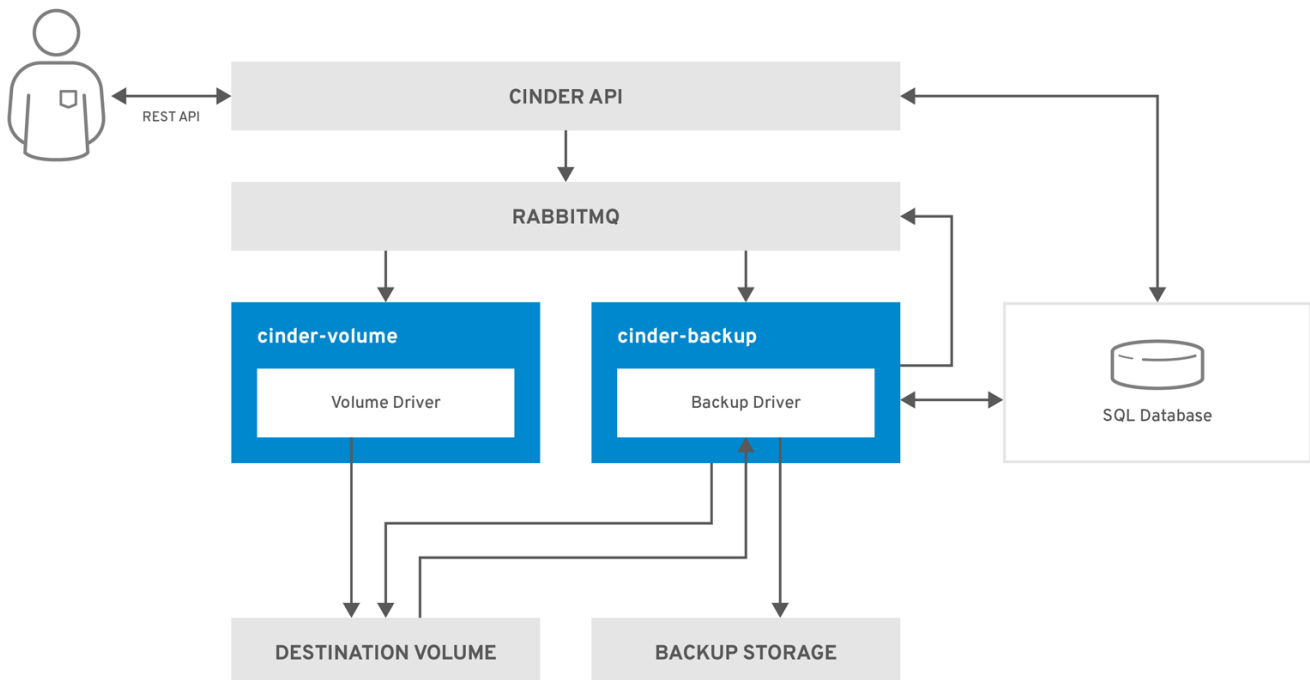 CINDER API
REST API
RABBITMQ
cinder-volume
cinder-backup
Volume Driver
Backup Driver
SQL Database
DESTINATION VOLUME
BACKUP STORAGE